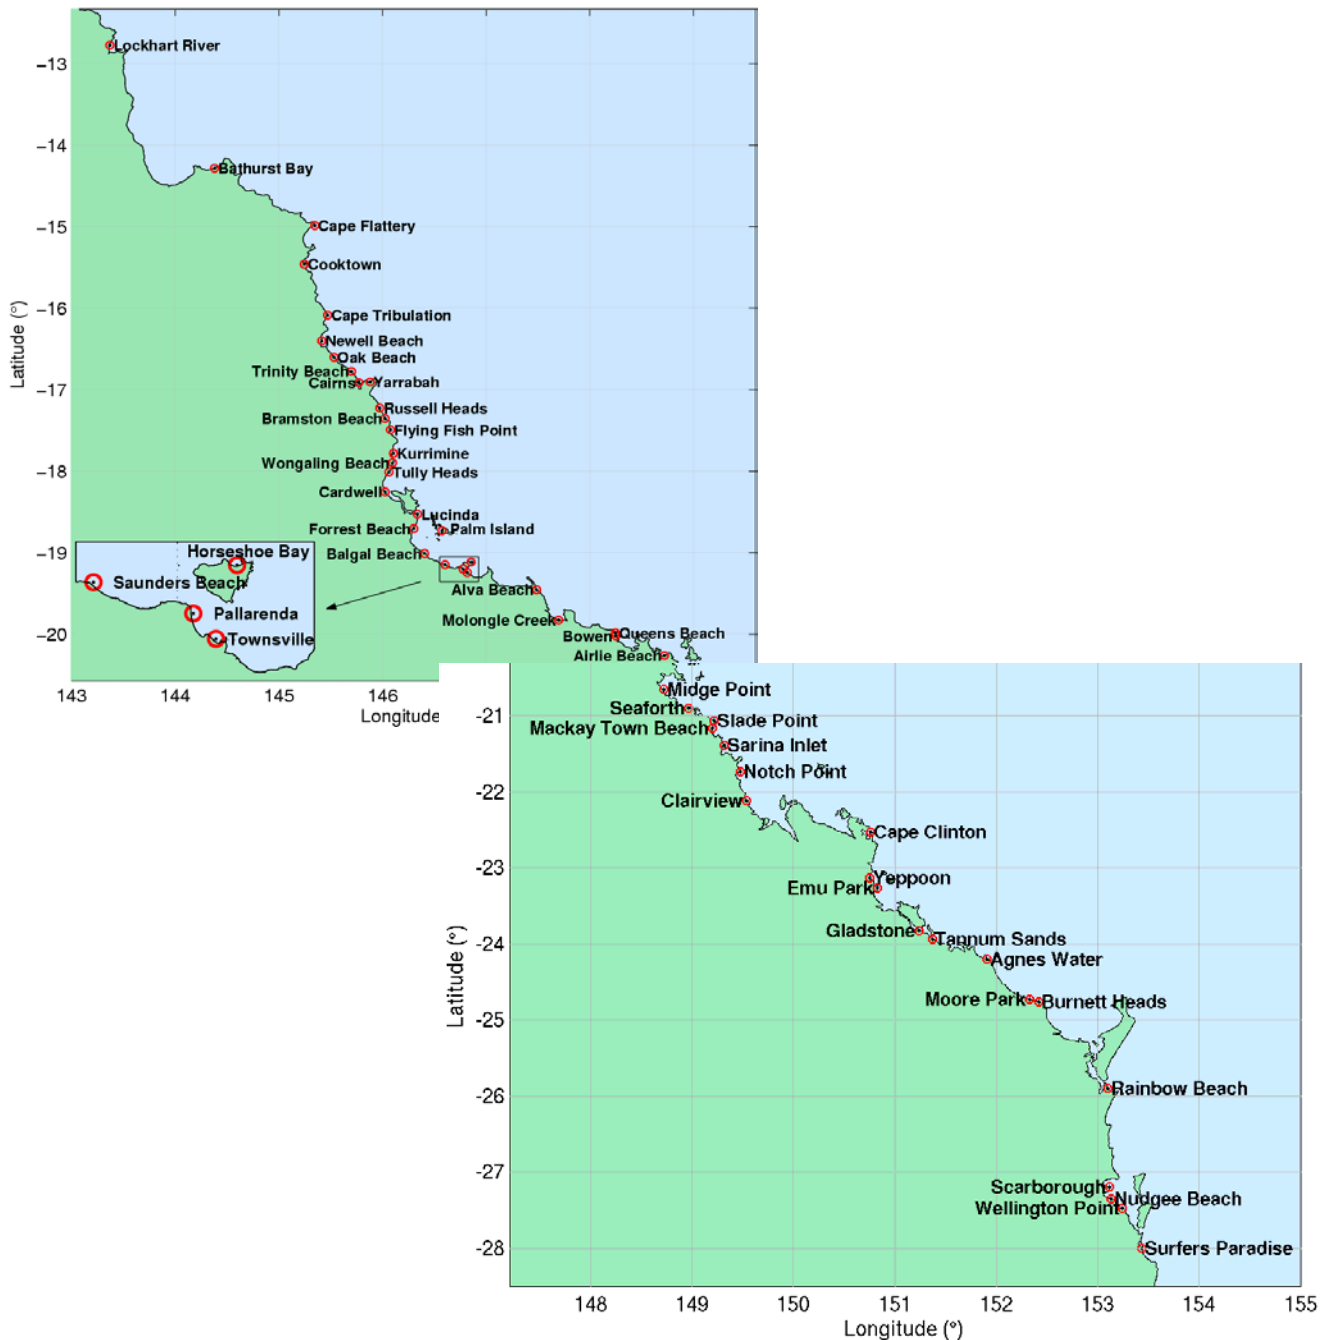 Lockhart River
−13
−14
Bathurst Bay
−15
Cape Flattery
Cooktown
−16
Cape Tribulation
Latitude (°)
Newell Beach
Oak Beach
Trinity Beach
Cairns
Yarrabah
−17
Russell Heads
Bramston Beach
Flying Fish Point
Kurrimine
Wongaling Beach
−18
Tully Heads
Cardwell
Lucinda
Forrest Beach
Palm Island
−19
Balgal Beach
Horseshoe Bay
Saunders Beach
Alva Beach
Pallarenda
Molongle Creek
−20
Townsville
Bowen
Queens Beach
Airlie Beach
143
144
145
146
Longitude
Midge Point
Seaforth
-21
Slade Point
Mackay Town Beach
Sarina Inlet
Notch Point
-22
Clairview
Cape Clinton
-23
Yeppoon
Emu Park
Gladstone
Tannum Sands
-24
Agnes Water
Latitude (°)
Moore Park
Burnett Heads
-25
Rainbow Beach
-26
-27
Scarborough
Nudgee Beach
Wellington Point
-28
Surfers Paradise
148
149
150
151
152
153
154
155
Longitude (°)